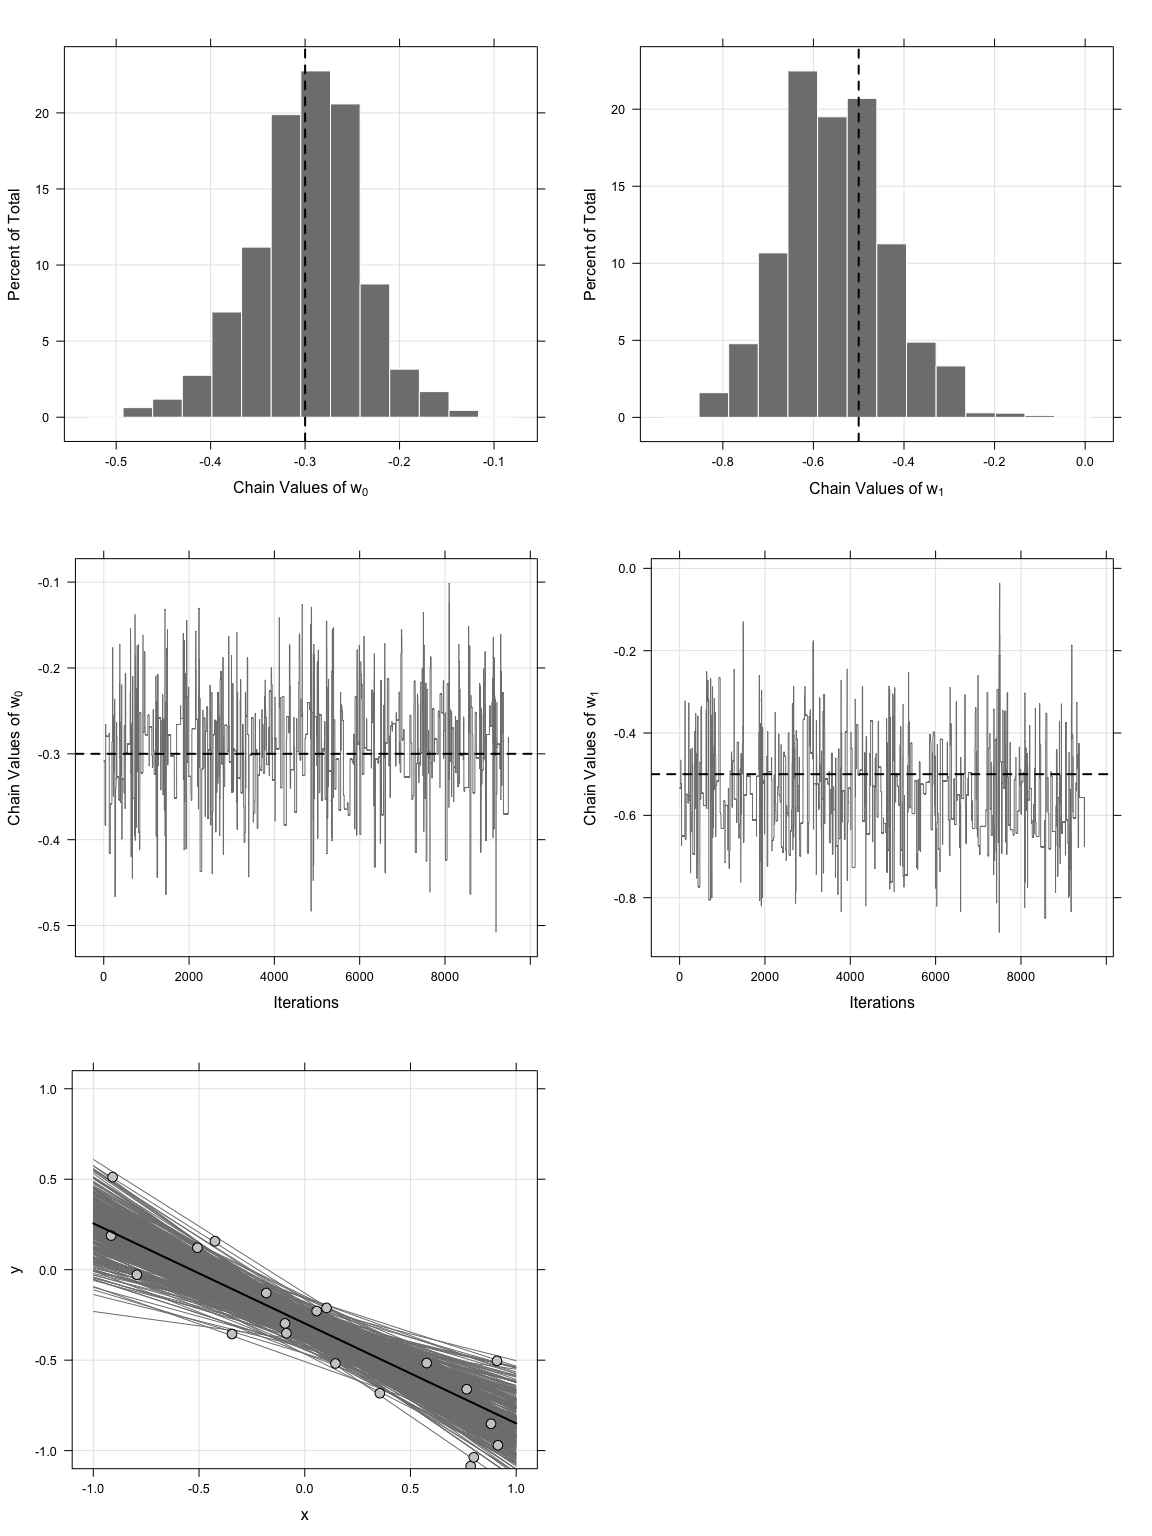 20
15
10
5
0
Percent of Total
-0.5 -0.4 -0.3 -0.2 -0.1
Chain Values of w0
20
15
10
5
0
Percent of Total
-0.8 -0.6 -0.4 -0.2 0.0
Chain Values of w1
-0.1
-0.2
-0.3
-0.4
-0.5
Chain Values of w0
0 2000 4000 6000 8000
Iterations
0.0
-0.2
-0.4
-0.6
-0.8
Chain Values of w1
0 2000 4000 6000 8000
Iterations
1.0
0.5
0.0
-0.5
-1.0
y
-1.0 -0.5 0.0 0.5 1.0
x